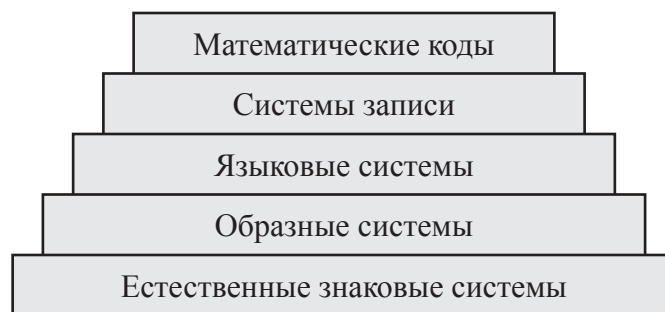 Математические коды
Системы записи
Языковые системы
Образные системы
Естественные знаковые системы